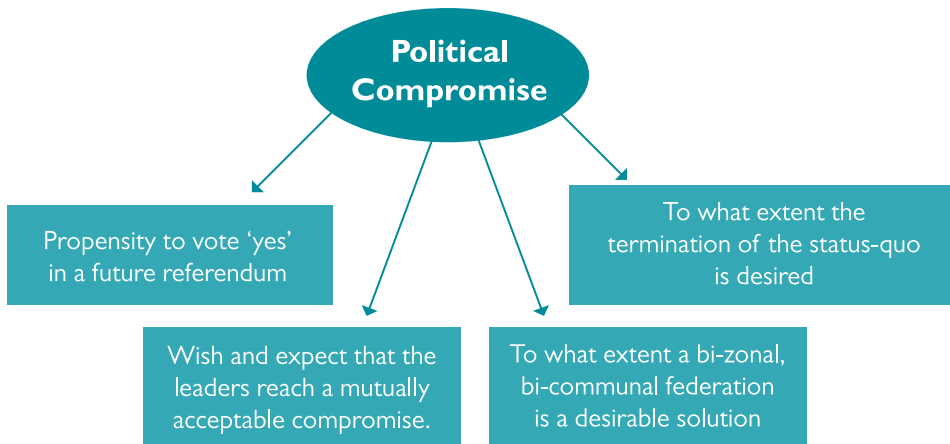 Political
Compromise
Propensity to vote ‘yes’
in a future referendum
Wish and expect that the
leaders reach a mutually
acceptable compromise.
To what extent a bi-zonal,
bi-communal federation
is a desirable solution
To what extent the
termination of the status-quo
is desired